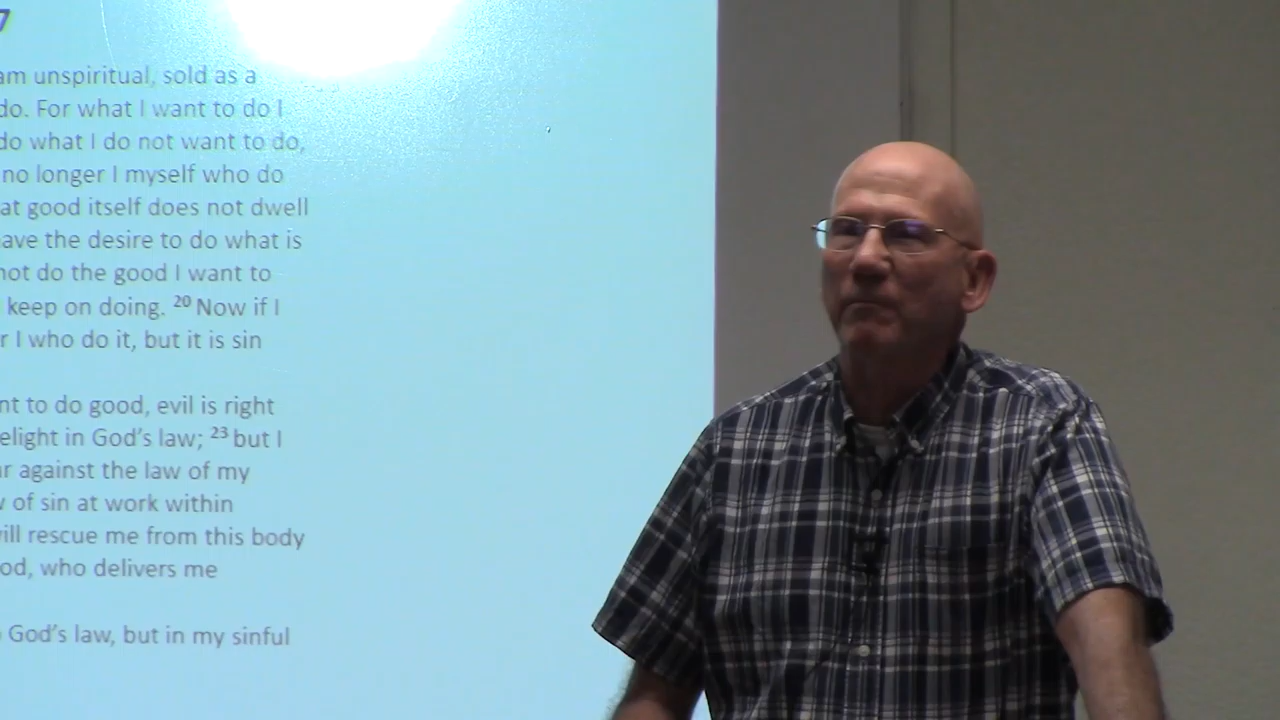 7
am unspiritual, sold as a
do. For what I want to do I
do what I do not want to do,
no longer I myself who do
at good itself does not dwell
ave the desire to do what is
not do the good I want to
keep on doing. 20 Now if I
r I who do it, but it is sin
nt to do good, evil is right
elight in God's law; 23 but I
ar against the law of my
of sin at work within
ill rescue me from this body
od, who delivers me
God's law, but in my sinful